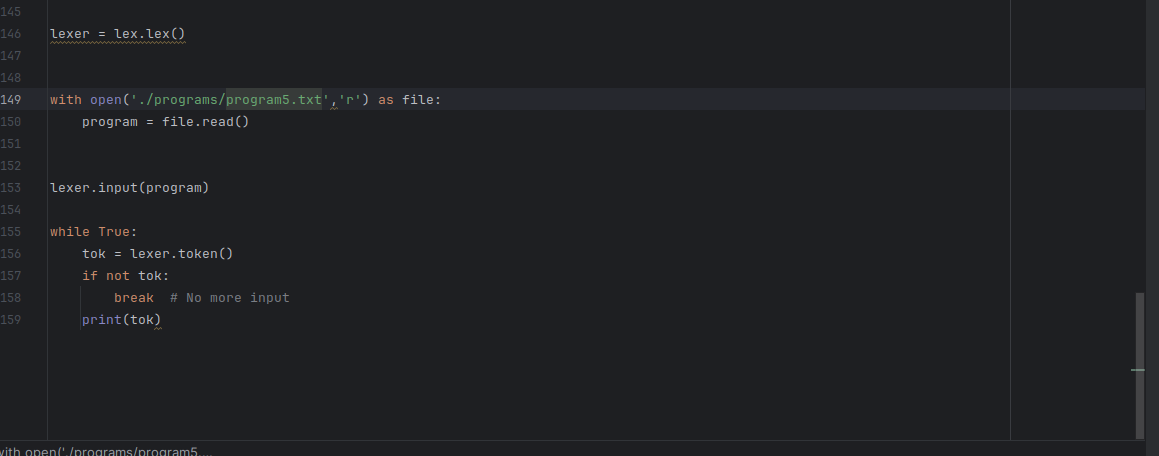 145
146 lexer = lex.lex()
147
148
149 with open('./programs/program5.txt','r') as file:
150     program = file.read()
151
152
153 lexer.input(program)
154
155 while True:
156     tok = lexer.token()
157     if not tok:
158         break  # No more input
159     print(tok)
with open('./programs/program5....